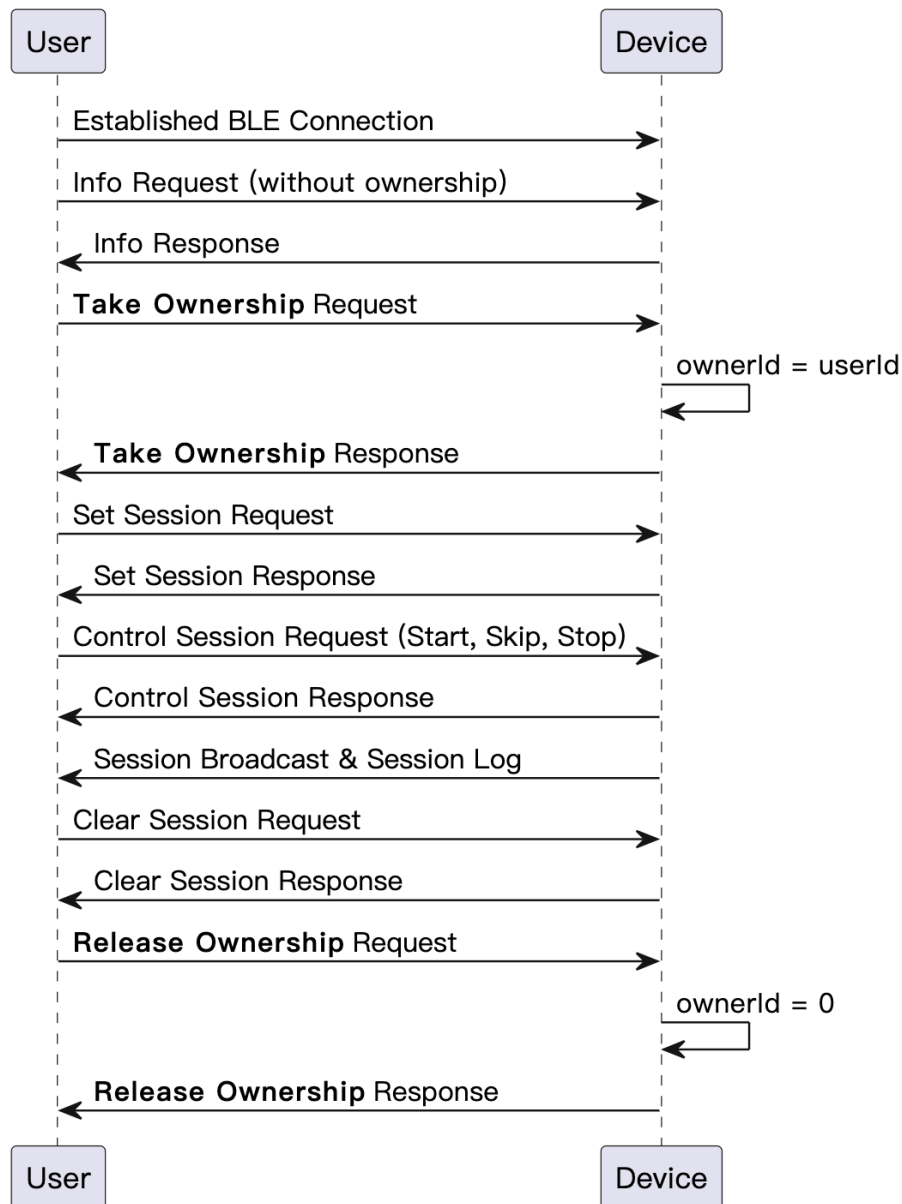 User Device
Established BLE Connection
Info Request (without ownership)
Info Response
Take Ownership Request
ownerId = userId
Take Ownership Response
Set Session Request
Set Session Response
Control Session Request (Start, Skip, Stop)
Control Session Response
Session Broadcast & Session Log
Clear Session Request
Clear Session Response
Release Ownership Request
ownerId = 0
Release Ownership Response
User Device